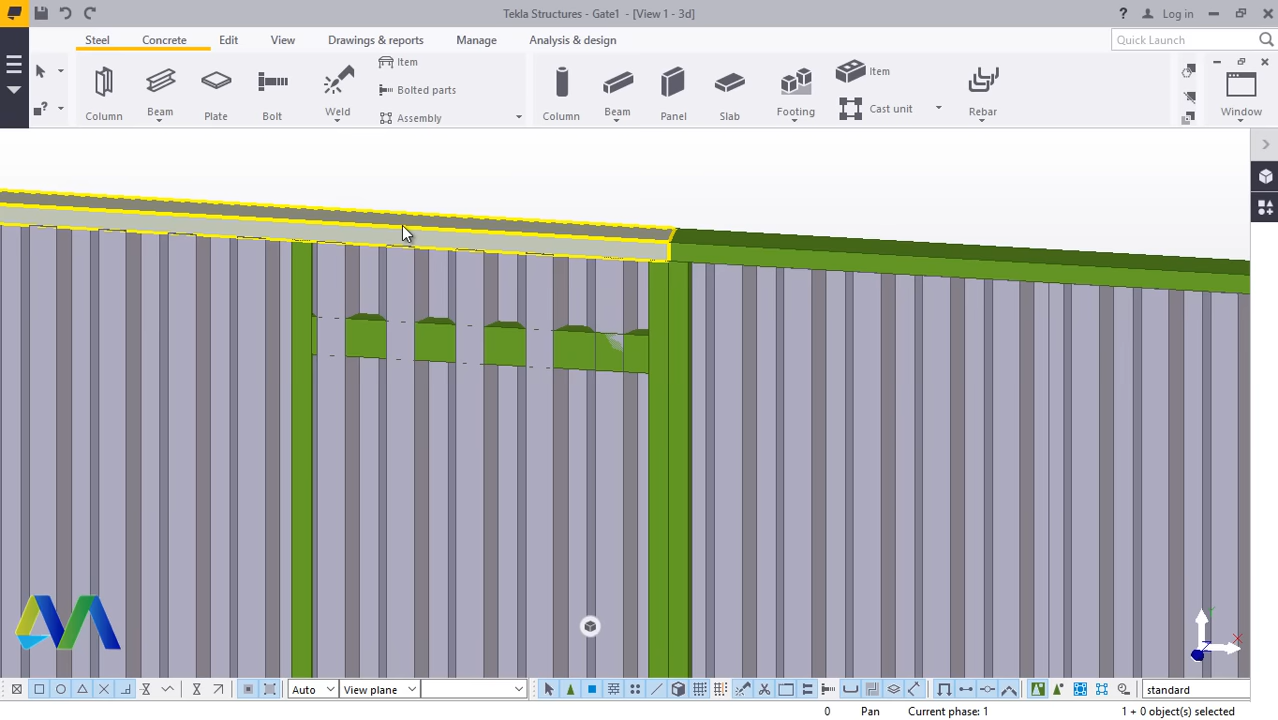 Tekla Structures - Gate1 - [View 1 - 3d]
Log in
Steel
Concrete
Edit
View
Drawings & reports
Manage
Analysis & design
Quick Launch
Column
Beam
Plate
Bolt
Weld
Item
Bolted parts
Assembly
Column
Beam
Panel
Slab
Footing
Item
Cast unit
Rebar
Window
Auto
View plane
standard
0
Pan
Current phase: 1
1 + 0 object(s) selected